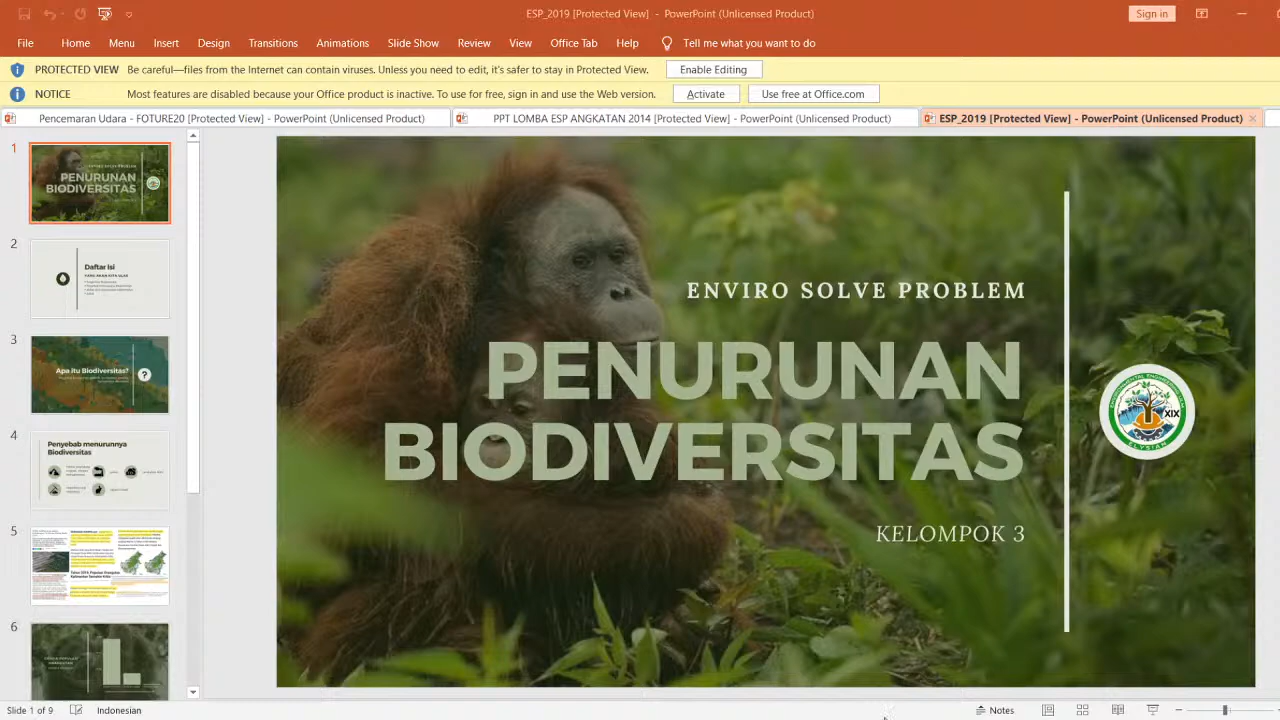 ESP_2019 [Protected View] - PowerPoint (Unlicensed Product)
Sign in
File Home Menu Insert Design Transitions Animations Slide Show Review View Office Tab Help Tell me what you want to do
PROTECTED VIEW Be careful—files from the Internet can contain viruses. Unless you need to edit, it's safer to stay in Protected View. Enable Editing
NOTICE Most features are disabled because your Office product is inactive. To use for free, sign in and use the Web version. Activate Use free at Office.com
Pencemaran Udara - FOTURE20 [Protected View] - PowerPoint (Unlicensed Product)
PPT LOMBA ESP ANGKATAN 2014 [Protected View] - PowerPoint (Unlicensed Product)
ESP_2019 [Protected View] - PowerPoint (Unlicensed Product)
1
PENURUNAN
BIODIVERSITAS
2
Daftar isi
3
Apa itu Biodiversitas?
?
4
Penyebab menurunnya
Biodiversitas
5
6
ENVIRO SOLVE PROBLEM
PENURUNAN
BIODIVERSITAS
KELOMPOK 3
XIX
ELYSIAN
Slide 1 of 9
Indonesian
Notes